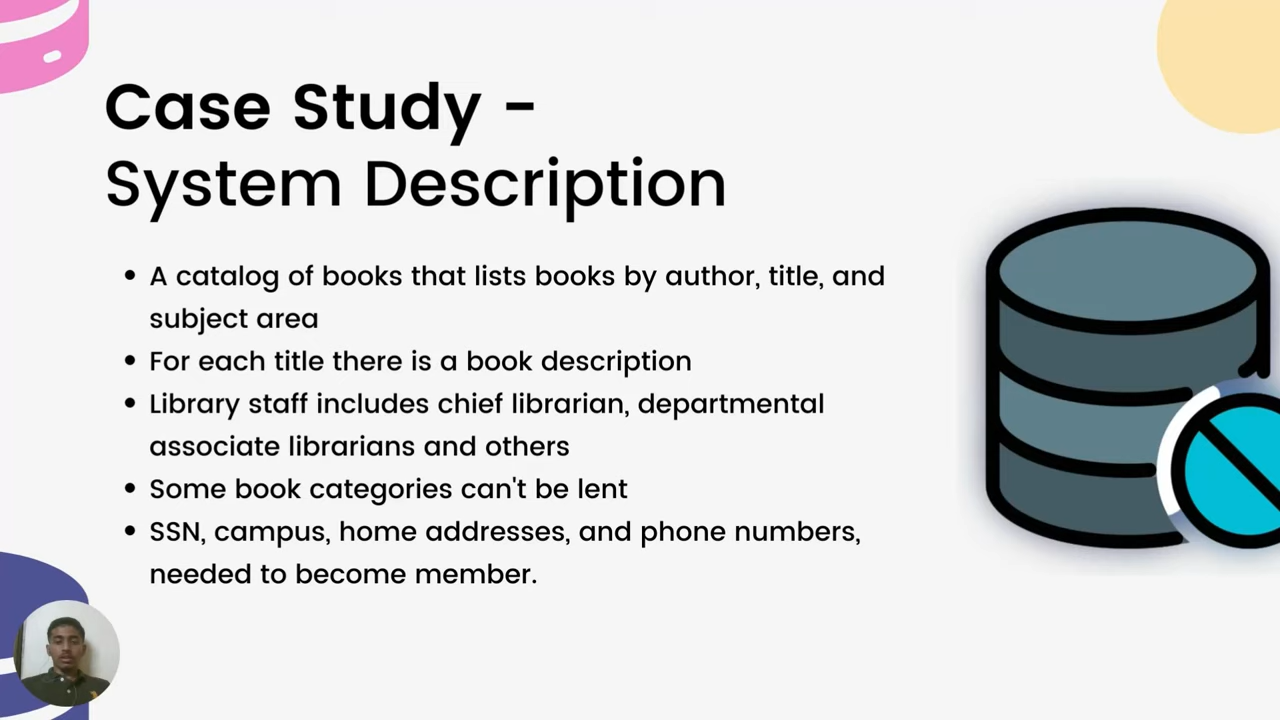 Case Study -
System Description
• A catalog of books that lists books by author, title, and
subject area
• For each title there is a book description
• Library staff includes chief librarian, departmental
associate librarians and others
• Some book categories can't be lent
• SSN, campus, home addresses, and phone numbers,
needed to become member.